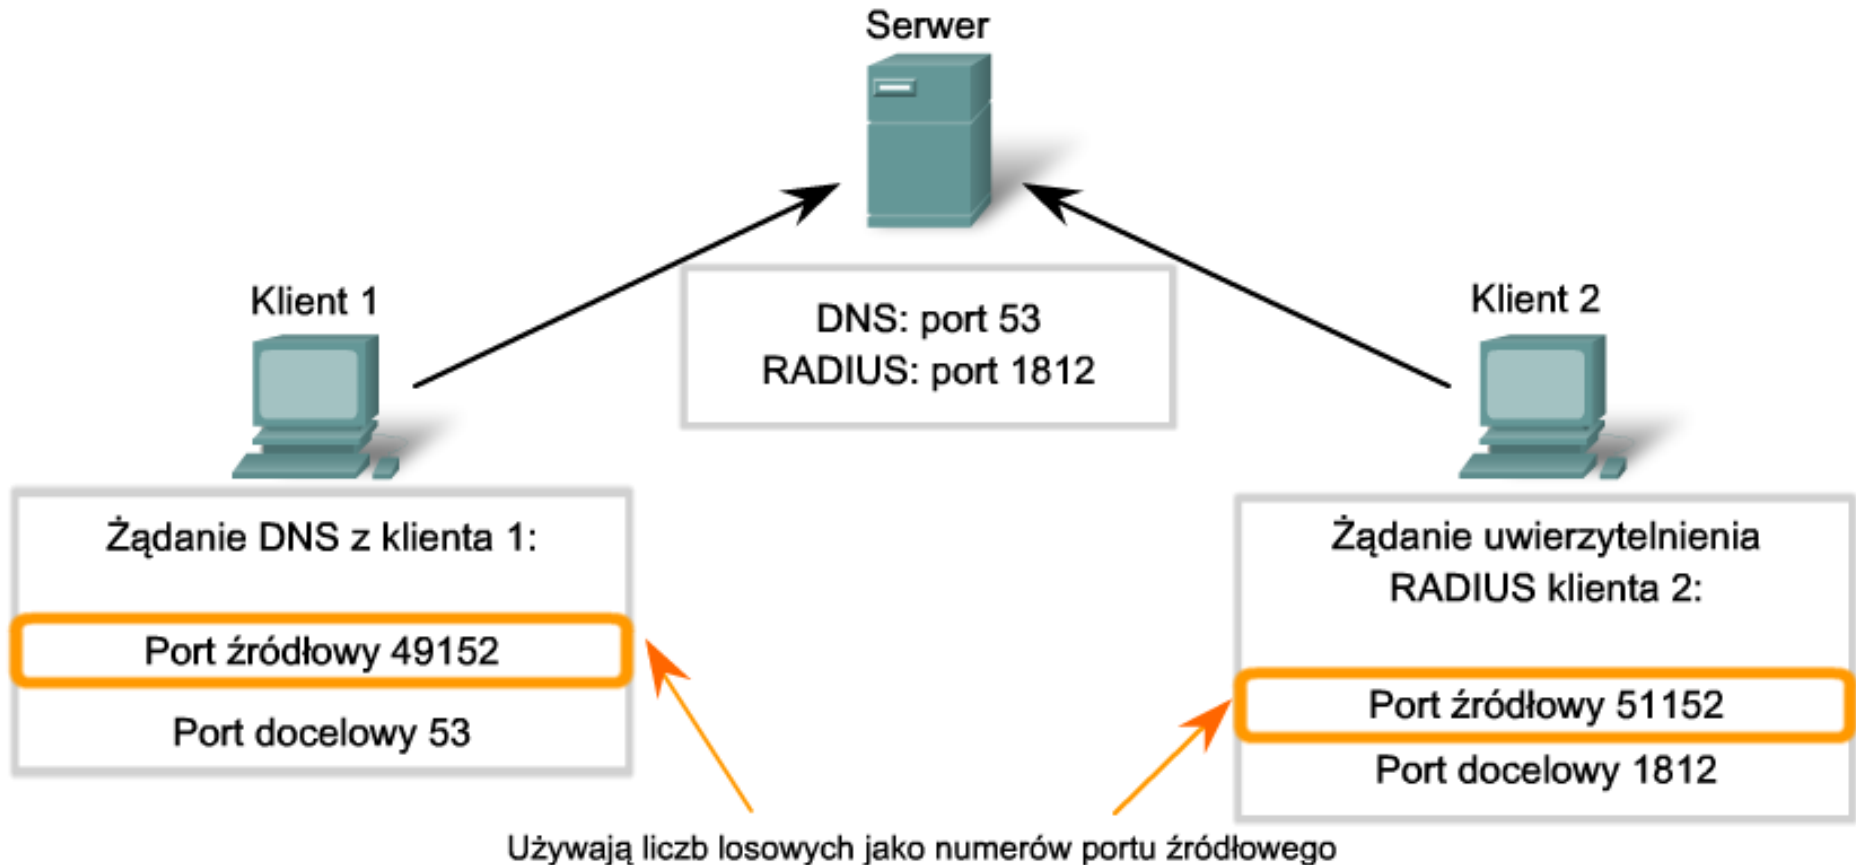 Serwer
Klient 1
DNS: port 53
RADIUS: port 1812
Klient 2
Żądanie DNS z klienta 1:
Port źródłowy 49152
Port docelowy 53
Żądanie uwierzytelnienia
RADIUS klienta 2:
Port źródłowy 51152
Port docelowy 1812
Używają liczb losowych jako numerów portu źródłowego